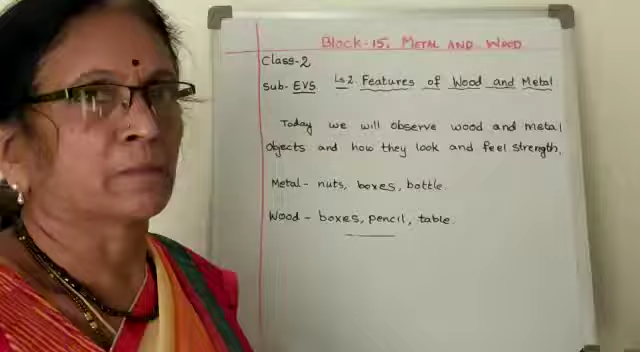 Block-15. METAL AND WOOD
Class-2
Sub- EVS. Ls 2. Features of Wood and Metal
Today we will observe wood and metal
objects and how they look and feel strength.
Metal- nuts, boxes, bottle.
Wood - boxes, pencil, table.